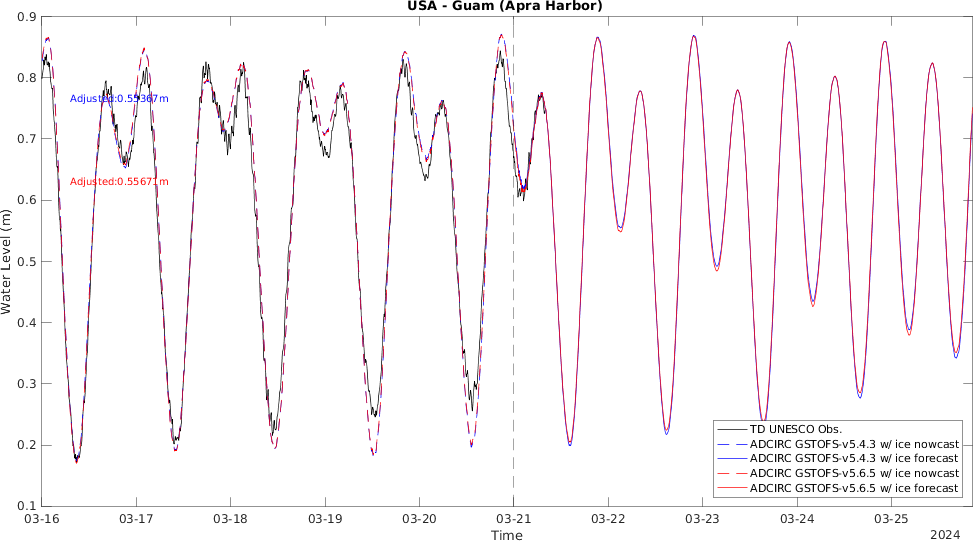 USA - Guam (Apra Harbor)
0.9
0.8
0.7
0.6
0.5
0.4
0.3
0.2
0.1
Water Level (m)
Adjusted:0.55367m
Adjusted:0.55671m
TD UNESCO Obs.
ADCIRC GSTOFS-v5.4.3 w/ ice nowcast
ADCIRC GSTOFS-v5.4.3 w/ ice forecast
ADCIRC GSTOFS-v5.6.5 w/ ice nowcast
ADCIRC GSTOFS-v5.6.5 w/ ice forecast
03-16 03-17 03-18 03-19 03-20 03-21 03-22 03-23 03-24 03-25
Time
2024